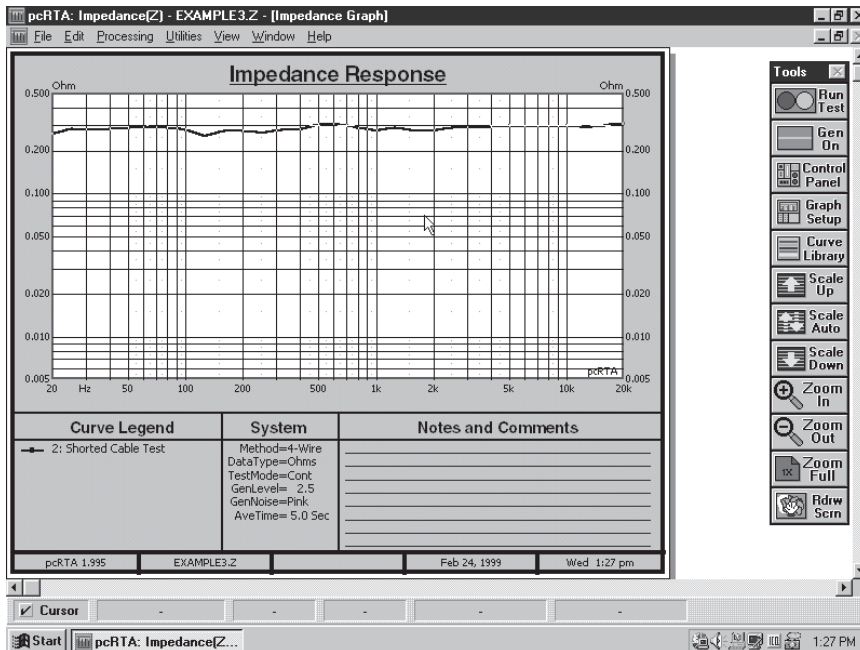 pcRTA: Impedance[Z] - EXAMPLE3.Z - [Impedance Graph]
File Edit Processing Utilities View Window Help
Impedance Response
Ohm Ohm
0.500 0.500
0.200 0.200
0.100 0.100
0.050 0.050
0.020 0.020
0.010 0.010
0.005 0.005
pcRTA
20 Hz 50 100 200 500 1k 2k 5k 10k 20k
Curve Legend
2: Shorted Cable Test
System
Method=4-Wire
DataType=Ohms
TestMode=Cont
GenLevel= 2.5
GenNoise=Pink
AveTime= 5.0 Sec
Notes and Comments
pcRTA 1.995 EXAMPLE3.Z Feb 24, 1999 Wed 1:27 pm
Tools
Run
Test
Gen
On
Control
Panel
Graph
Setup
Curve
Library
Scale
Up
Scale
Auto
Scale
Down
Zoom
In
Zoom
Out
1X
Zoom
Full
Rdrw
Scrn
Cursor - - - - -
Start pcRTA: Impedance[Z... 1:27 PM